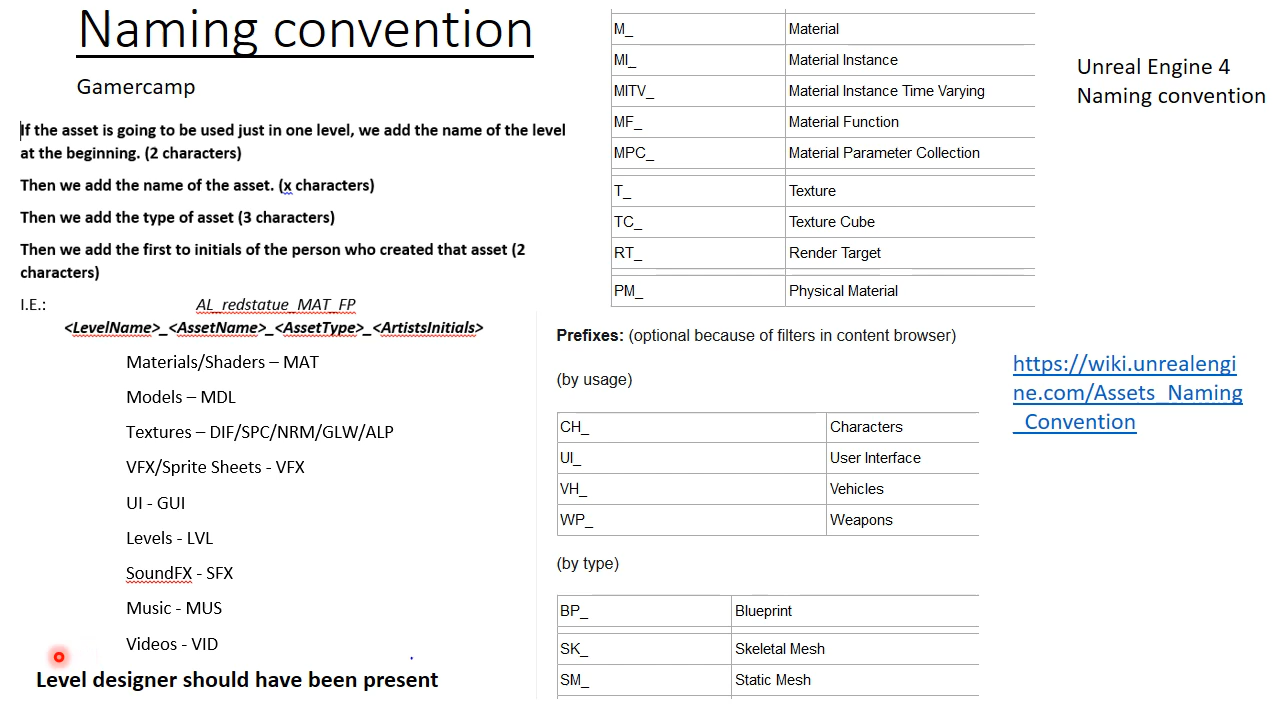 Naming convention
Gamercamp
If the asset is going to be used just in one level, we add the name of the level
at the beginning. (2 characters)
Then we add the name of the asset. (x characters)
Then we add the type of asset (3 characters)
Then we add the first to initials of the person who created that asset (2
characters)
I.E.: AL_redstatue_MAT_FP
<LevelName>_<AssetName>_<AssetType>_<ArtistsInitials>
Materials/Shaders – MAT
Models – MDL
Textures – DIF/SPC/NRM/GLW/ALP
VFX/Sprite Sheets - VFX
UI - GUI
Levels - LVL
SoundFX - SFX
Music - MUS
Videos - VID
Level designer should have been present
M_ Material
MI_ Material Instance
MITV_ Material Instance Time Varying
MF_ Material Function
MPC_ Material Parameter Collection
T_ Texture
TC_ Texture Cube
RT_ Render Target
PM_ Physical Material
Prefixes: (optional because of filters in content browser)
(by usage)
CH_ Characters
UI_ User Interface
VH_ Vehicles
WP_ Weapons
(by type)
BP_ Blueprint
SK_ Skeletal Mesh
SM_ Static Mesh
Unreal Engine 4
Naming convention
https://wiki.unrealengi
ne.com/Assets_Naming
_Convention